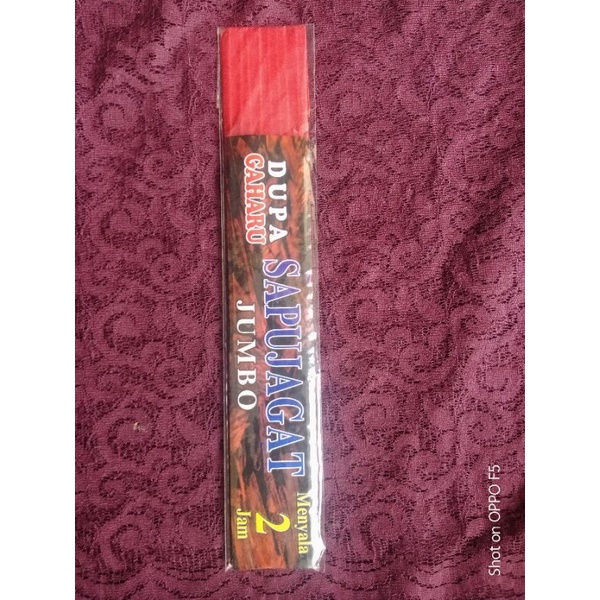 DUPA
GAHARU
SAPUJAGAT
JUMBO
Menyala
2
Jam
Shot on OPPO F5